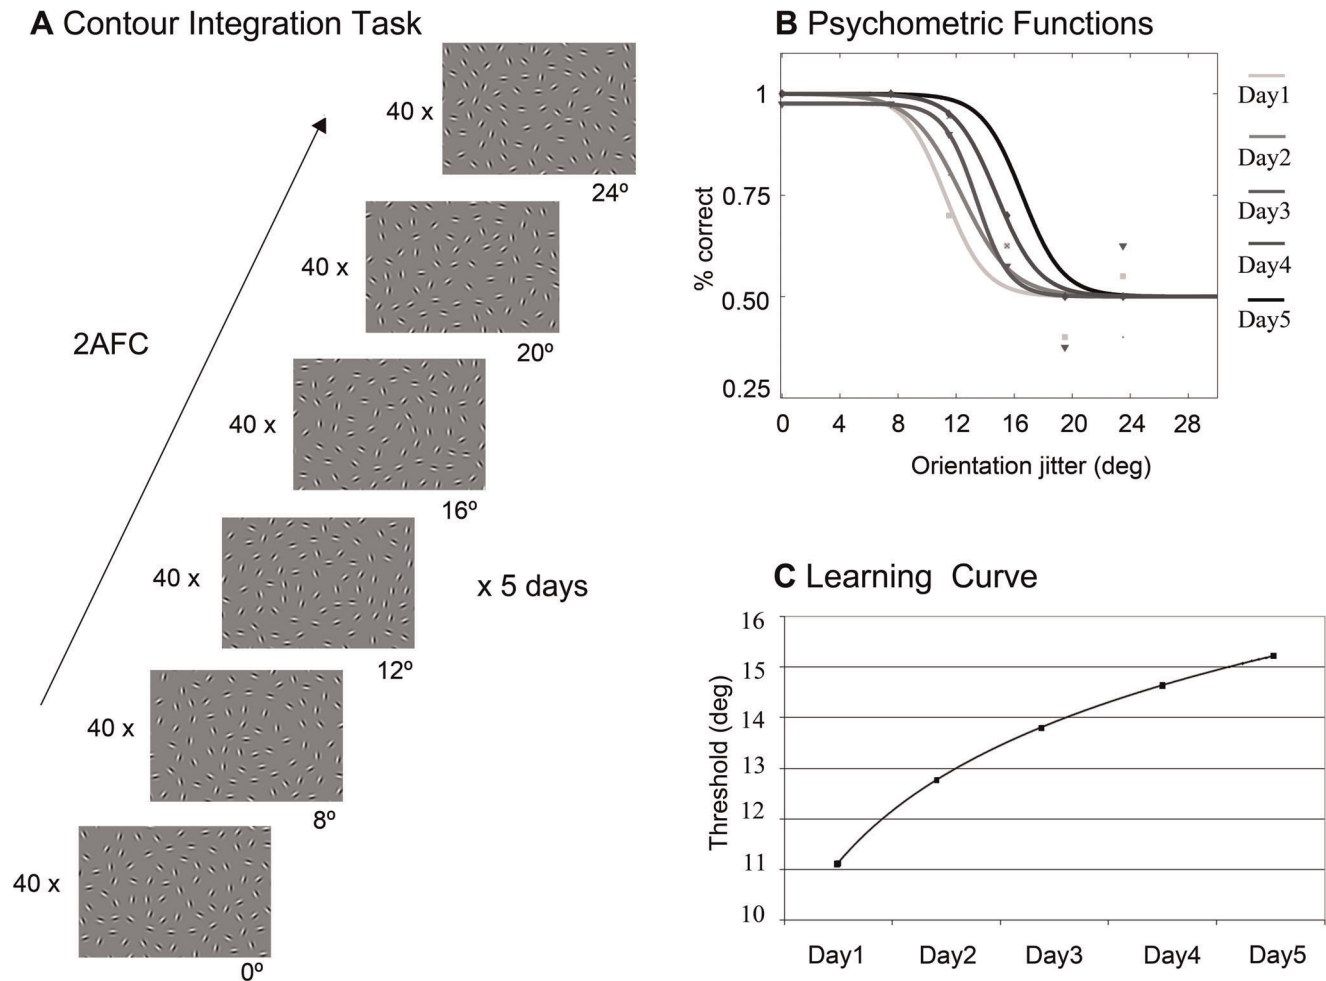 A Contour Integration Task
40 x
24º
40 x
20º
2AFC
40 x
16º
40 x
12º
x 5 days
40 x
8º
40 x
0º
B Psychometric Functions
% correct
1
0.75
0.50
0.25
0 4 8 12 16 20 24 28
Orientation jitter (deg)
Day1
Day2
Day3
Day4
Day5
C Learning Curve
Threshold (deg)
16
15
14
13
12
11
10
Day1 Day2 Day3 Day4 Day5